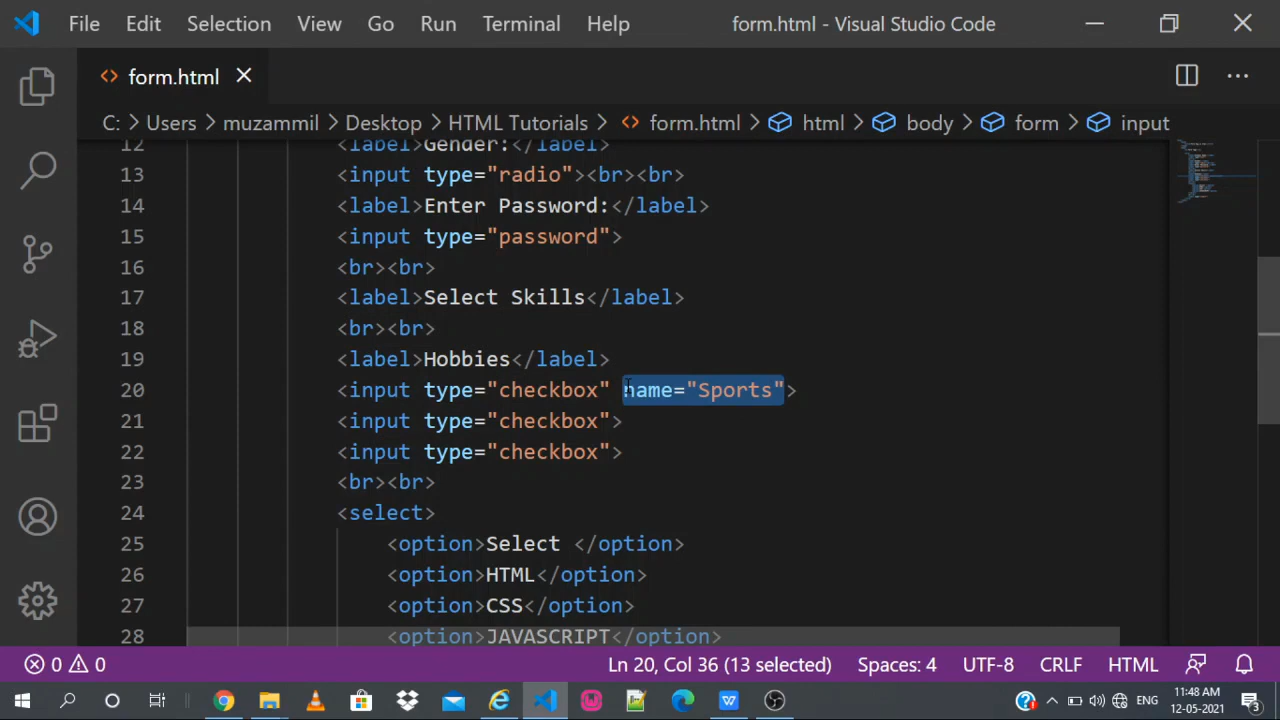 File Edit Selection View Go Run Terminal Help form.html - Visual Studio Code
form.html
C: > Users > muzammil > Desktop > HTML Tutorials > form.html > html > body > form > input
12 <label>Gender:</label>
13 <input type="radio"><br><br>
14 <label>Enter Password:</label>
15 <input type="password">
16 <br><br>
17 <label>Select Skills</label>
18 <br><br>
19 <label>Hobbies</label>
20 <input type="checkbox" name="Sports">
21 <input type="checkbox">
22 <input type="checkbox">
23 <br><br>
24 <select>
25 <option>Select </option>
26 <option>HTML</option>
27 <option>CSS</option>
28 <option>JAVASCRIPT</option>
0 0 Ln 20, Col 36 (13 selected) Spaces: 4 UTF-8 CRLF HTML
ENG 11:48 AM
12-05-2021 3